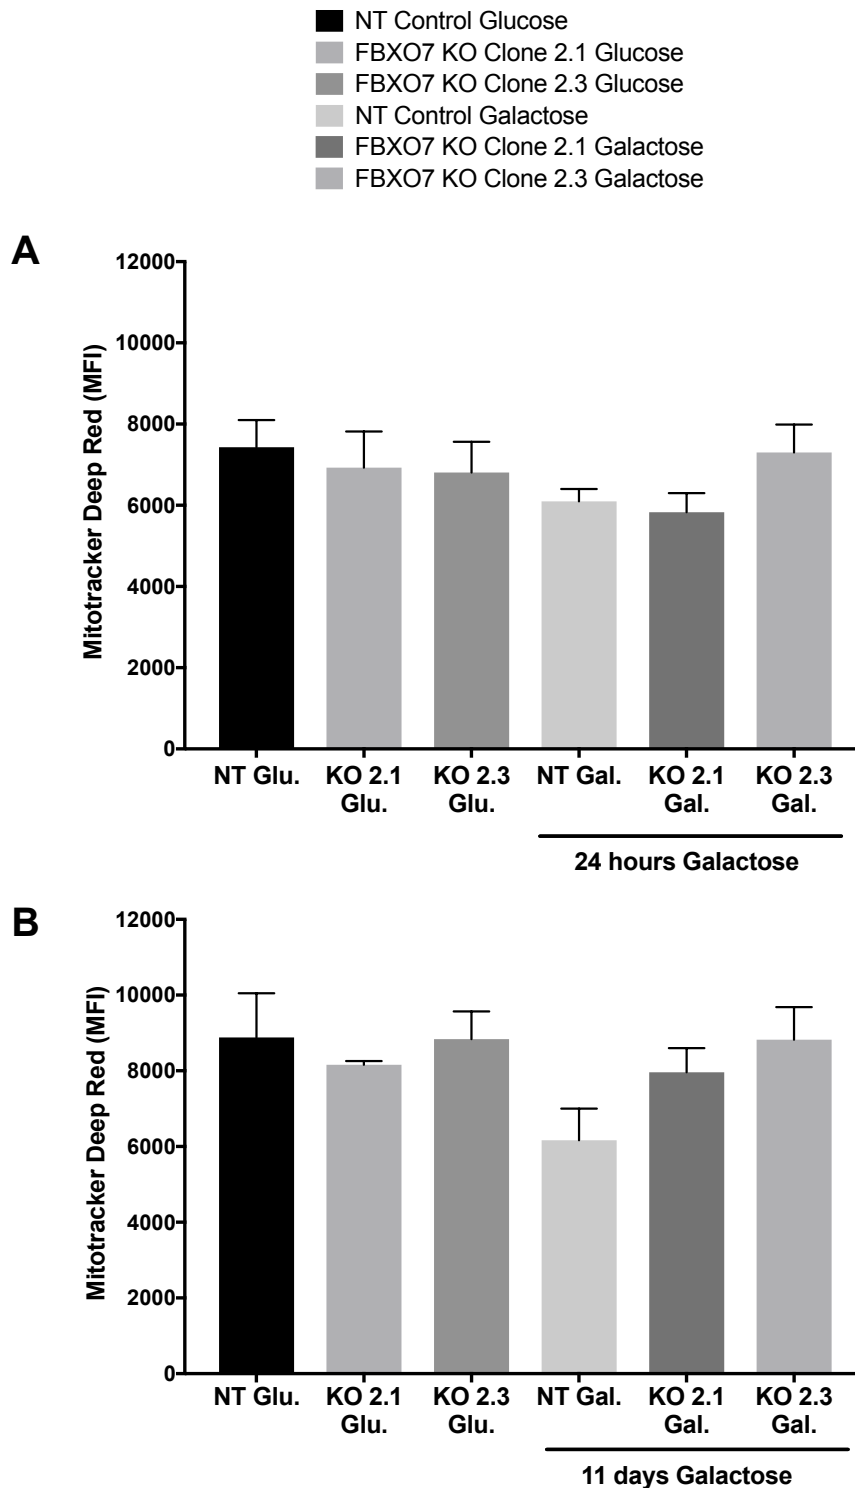 NT Control Glucose
FBXO7 KO Clone 2.1 Glucose
FBXO7 KO Clone 2.3 Glucose
NT Control Galactose
FBXO7 KO Clone 2.1 Galactose
FBXO7 KO Clone 2.3 Galactose
A
Mitotracker Deep Red (MFI)
12000
10000
8000
6000
4000
2000
0
NT Glu. KO 2.1 KO 2.3 NT Gal. KO 2.1 KO 2.3
Glu. Glu. Gal. Gal.
24 hours Galactose
B
Mitotracker Deep Red (MFI)
12000
10000
8000
6000
4000
2000
0
NT Glu. KO 2.1 KO 2.3 NT Gal. KO 2.1 KO 2.3
Glu. Glu. Gal. Gal.
11 days Galactose